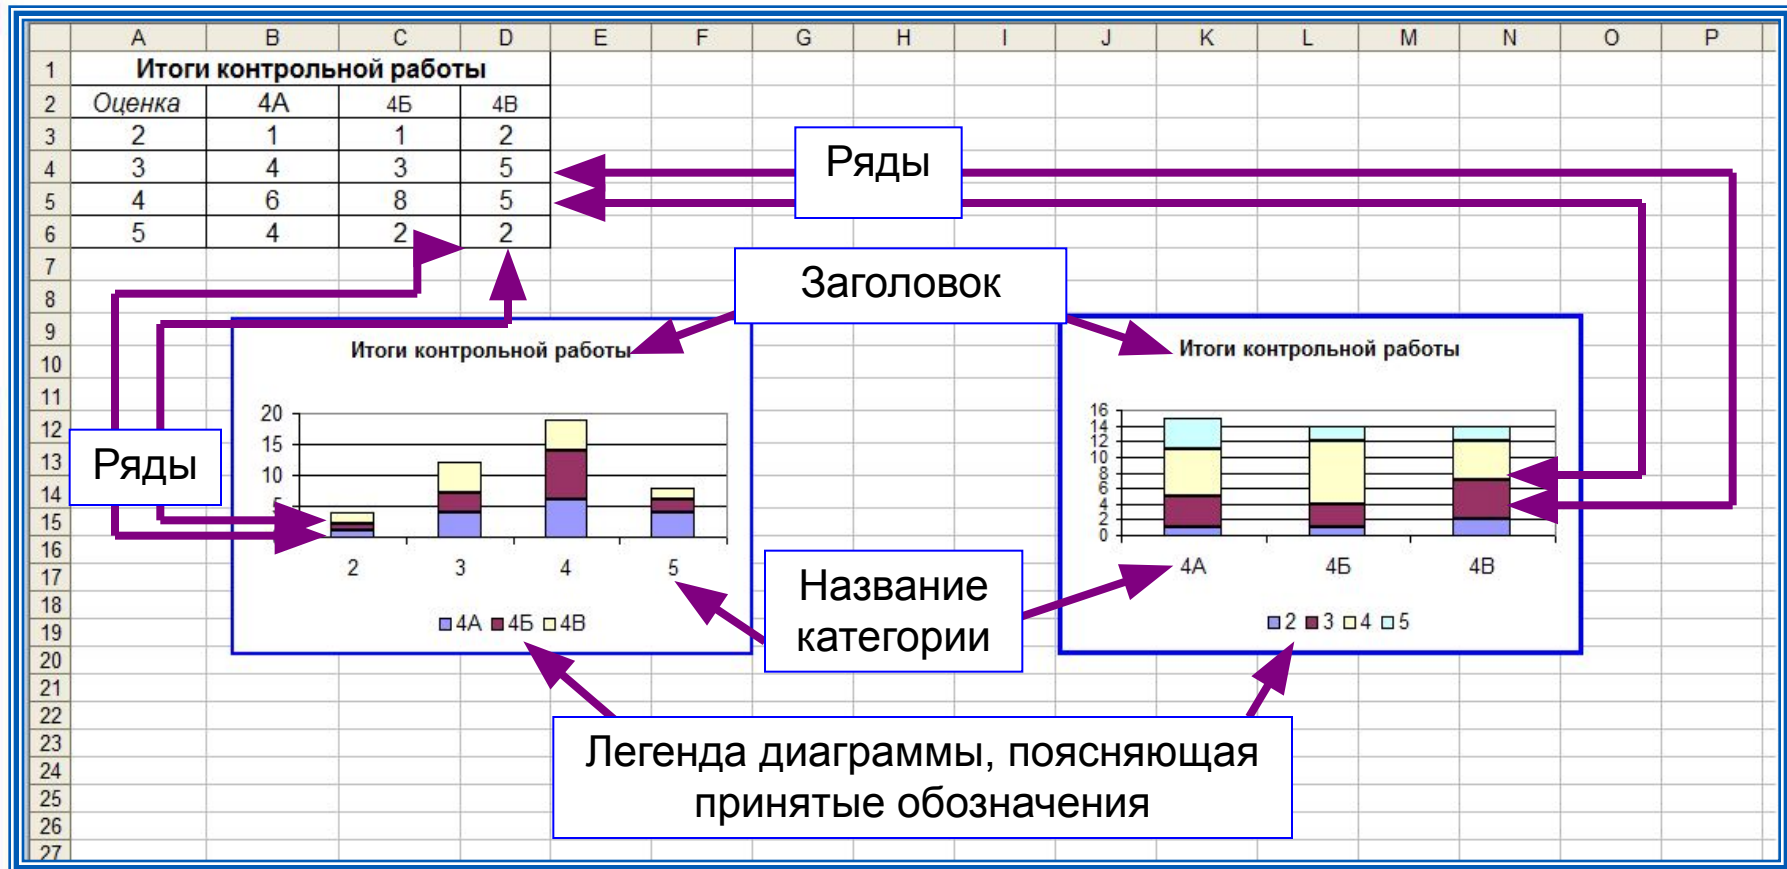 A B C D E F G H I J K L M N O P
1 Итоги контрольной работы
2 Оценка 4А 4Б 4В
3 2 1 1 2
4 3 4 3 5
5 4 6 8 5
6 5 4 2 2
7
8
9
10
11
12
13
14
15
16
17
18
19
20
21
22
23
24
25
26
27
Ряды
Заголовок
Ряды
Итоги контрольной работы
20
15
10
5
2 3 4 5
4А 4Б 4В
Итоги контрольной работы
16
14
12
10
8
6
4
2
0
4А 4Б 4В
2 3 4 5
Название
категории
Легенда диаграммы, поясняющая
принятые обозначения